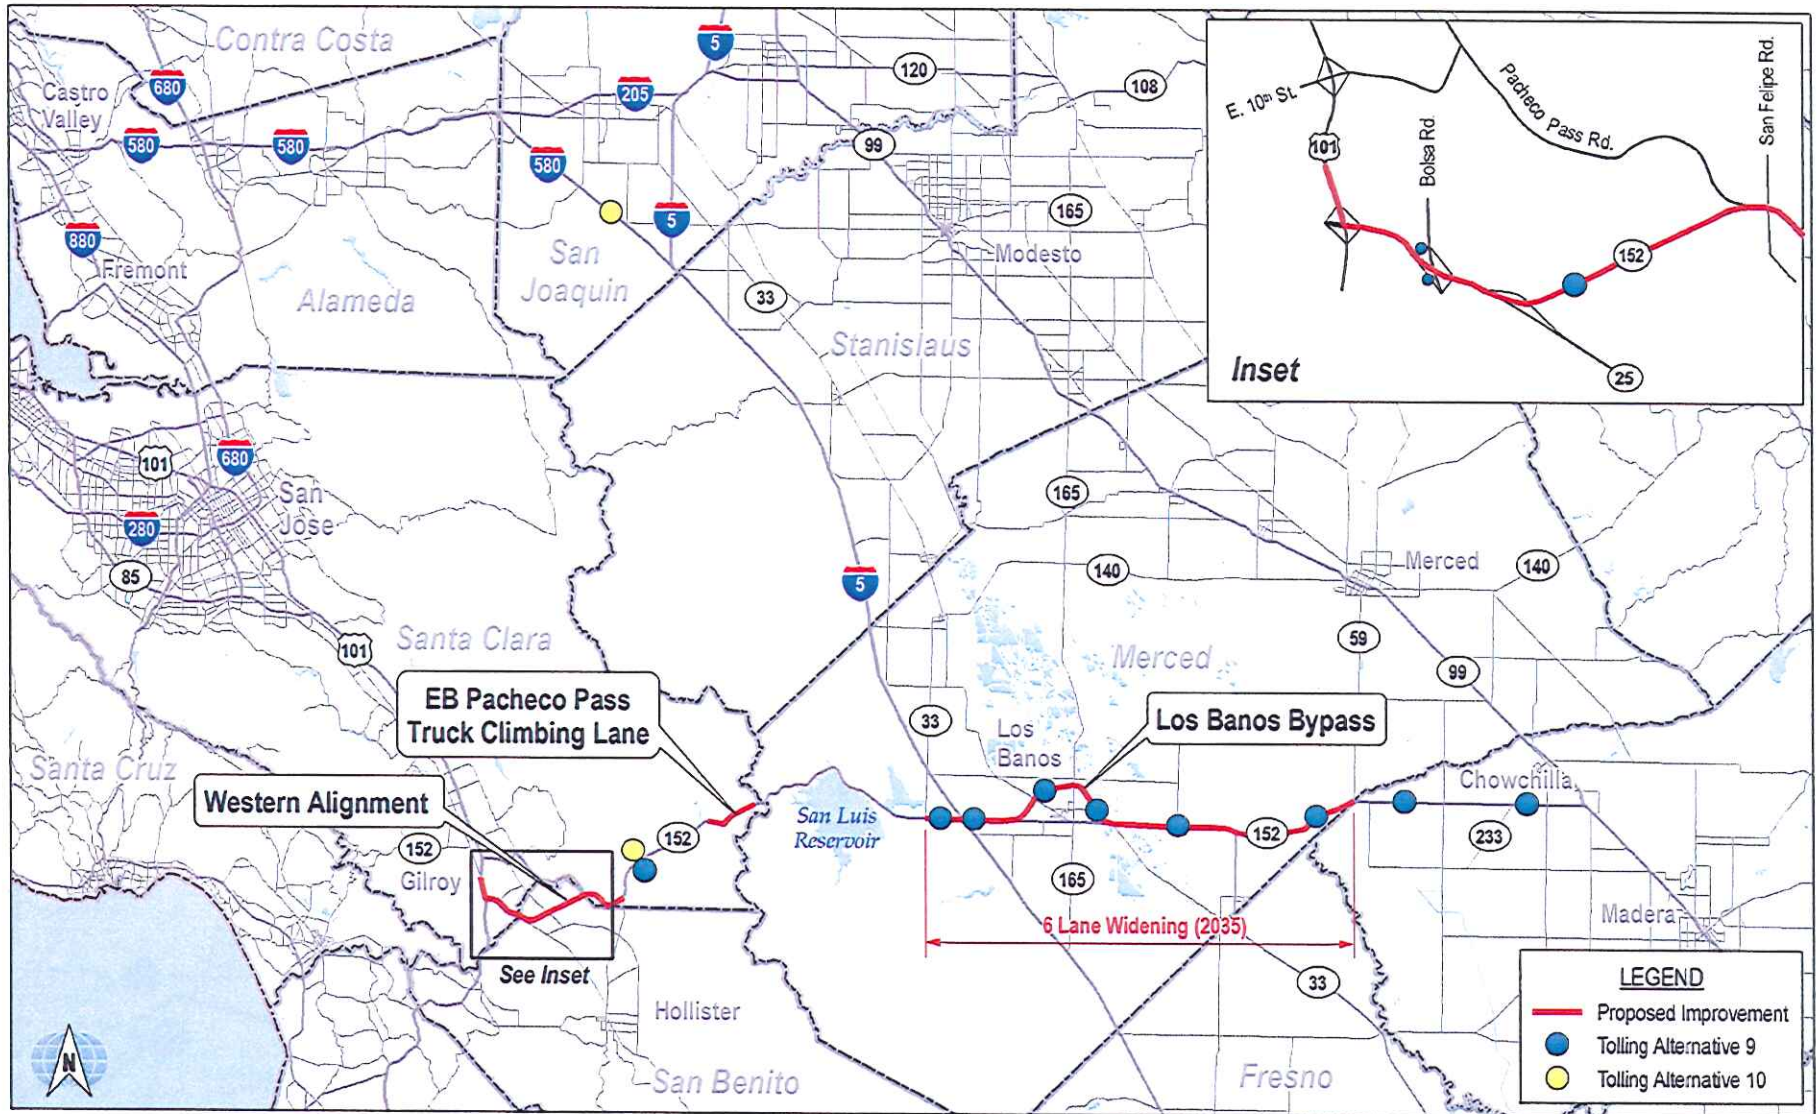 Contra Costa
Castro
Valley
680
580
580
205
5
120
108
99
580
5
165
880
Fremont
Alameda
San
Joaquin
33
Modesto
Stanislaus
E. 10th St.
101
Bolsa Rd.
Pacheco Pass Rd.
San Felipe Rd.
152
25
Inset
101
680
San
Jose
280
85
101
Santa Clara
165
5
140
Merced
140
59
Merced
99
EB Pacheco Pass
Truck Climbing Lane
33
Los
Banos
Los Banos Bypass
Santa Cruz
Western Alignment
152
Gilroy
152
San Luis
Reservoir
152
Chowchilla
233
165
6 Lane Widening (2035)
Madera
See Inset
Hollister
33
San Benito
Fresno
N
LEGEND
Proposed Improvement
Tolling Alternative 9
Tolling Alternative 10